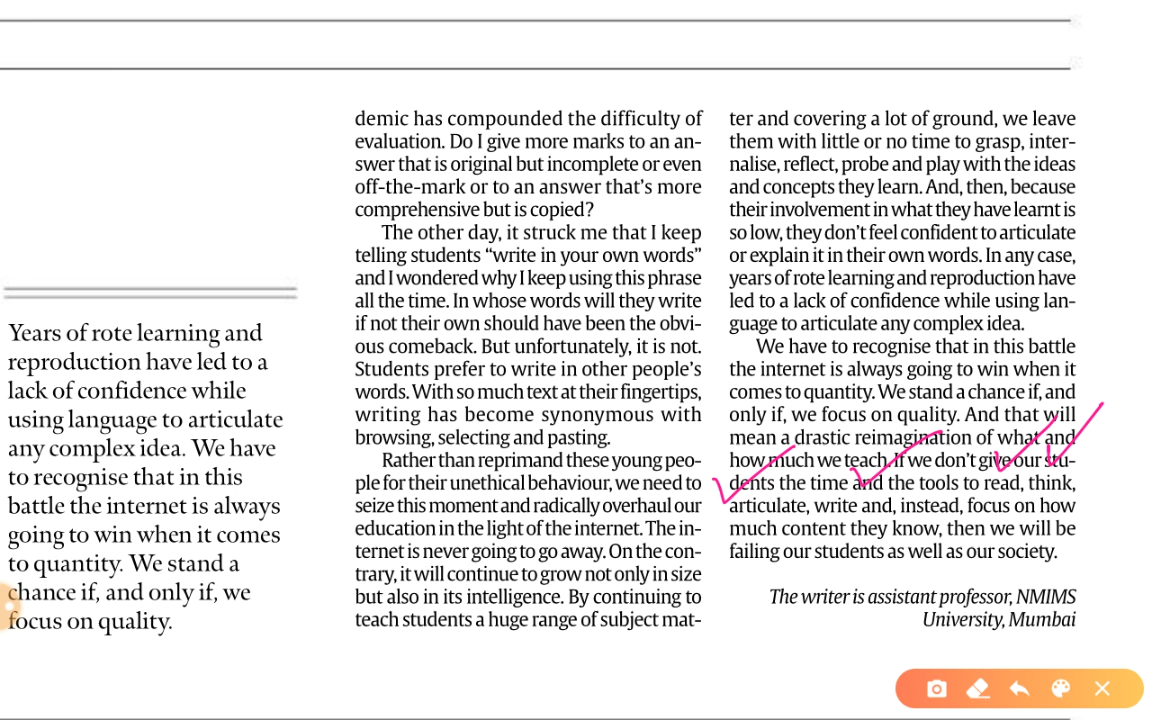 Years of rote learning and
reproduction have led to a
lack of confidence while
using language to articulate
any complex idea. We have
to recognise that in this
battle the internet is always
going to win when it comes
to quantity. We stand a
chance if, and only if, we
focus on quality.
demic has compounded the difficulty of
evaluation. Do I give more marks to an an-
swer that is original but incomplete or even
off-the-mark or to an answer that's more
comprehensive but is copied?
The other day, it struck me that I keep
telling students “write in your own words”
and I wondered why I keep using this phrase
all the time. In whose words will they write
if not their own should have been the obvi-
ous comeback. But unfortunately, it is not.
Students prefer to write in other people's
words. With so much text at their fingertips,
writing has become synonymous with
browsing, selecting and pasting.
Rather than reprimand these young peo-
ple for their unethical behaviour, we need to
seize this moment and radically overhaul our
education in the light of the internet. The in-
ternet is never going to go away. On the con-
trary, it will continue to grow not only in size
but also in its intelligence. By continuing to
teach students a huge range of subject mat-
ter and covering a lot of ground, we leave
them with little or no time to grasp, inter-
nalise, reflect, probe and play with the ideas
and concepts they learn. And, then, because
their involvement in what they have learnt is
so low, they don't feel confident to articulate
or explain it in their own words. In any case,
years of rote learning and reproduction have
led to a lack of confidence while using lan-
guage to articulate any complex idea.
We have to recognise that in this battle
the internet is always going to win when it
comes to quantity. We stand a chance if, and
only if, we focus on quality. And that will
mean a drastic reimagination of what and
how much we teach. If we don't give our stu-
dents the time and the tools to read, think,
articulate, write and, instead, focus on how
much content they know, then we will be
failing our students as well as our society.
The writer is assistant professor, NMIMS
University, Mumbai